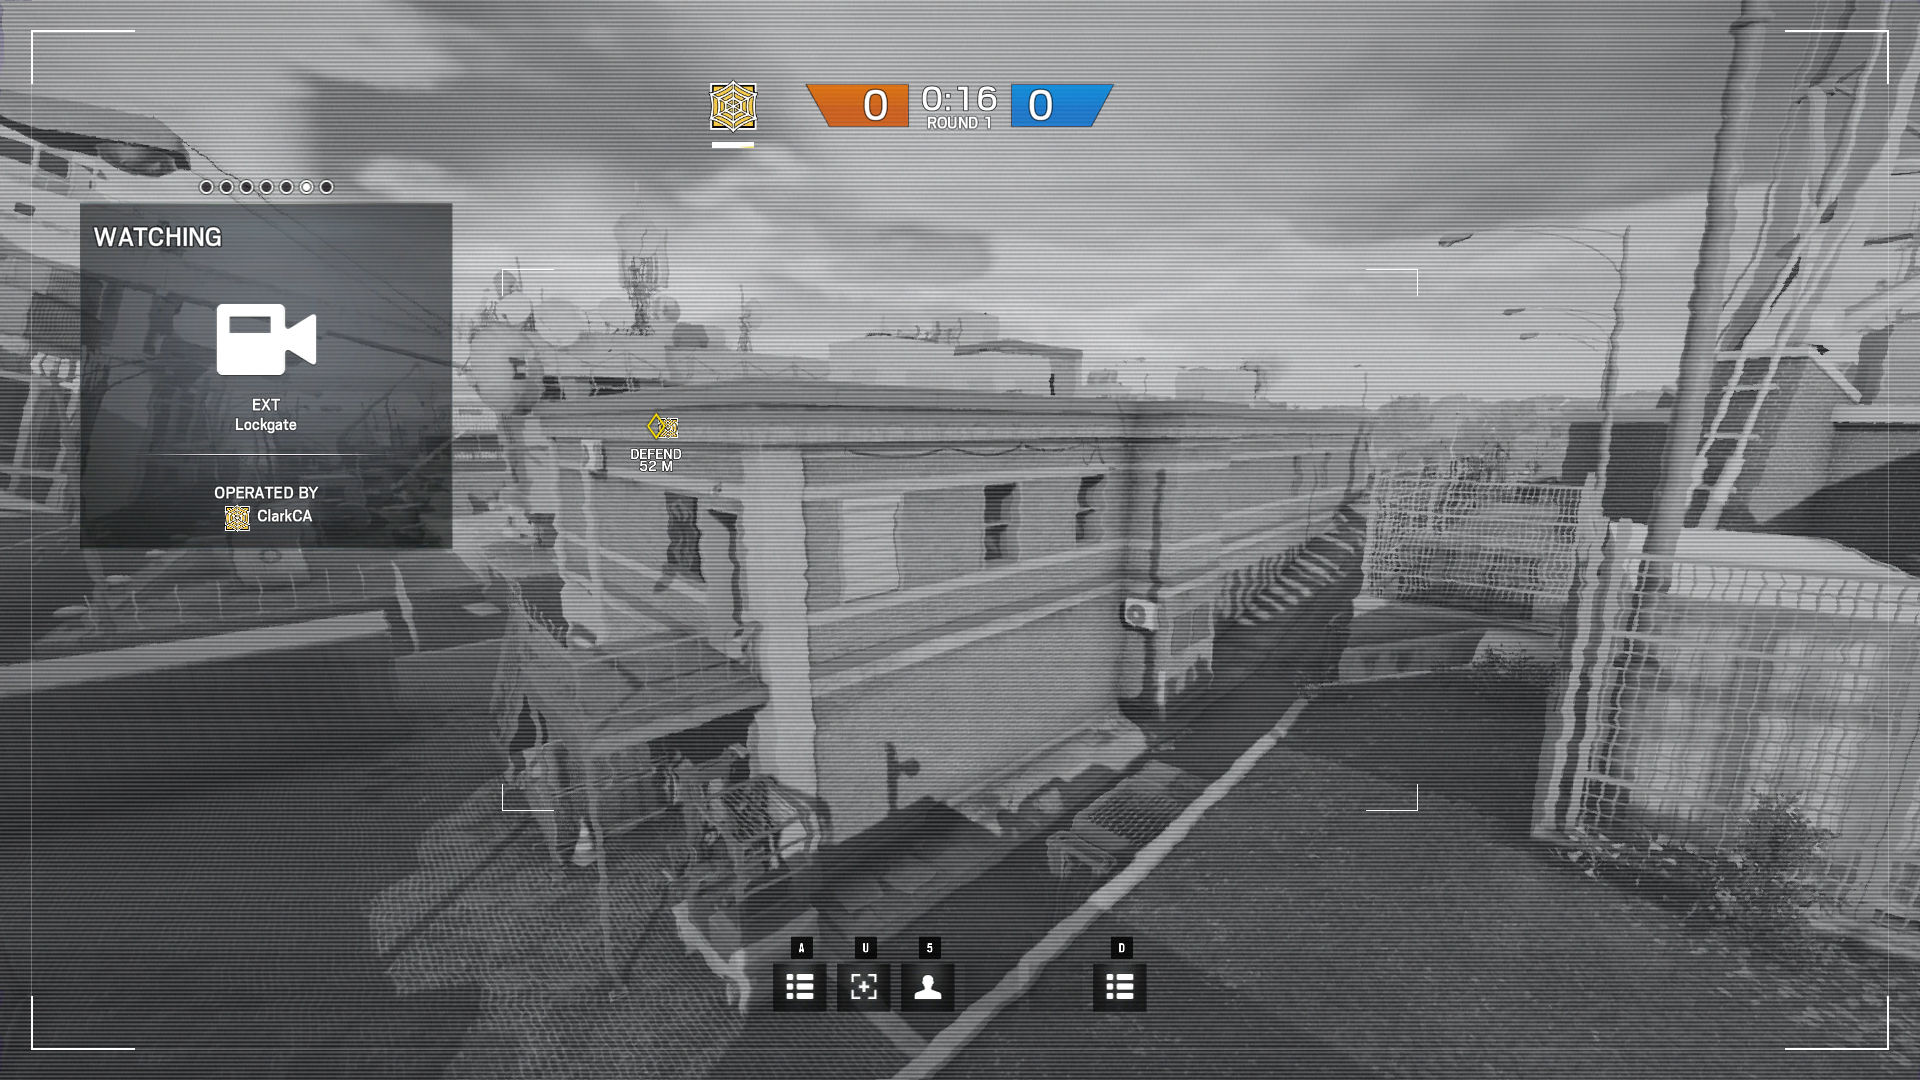 0
0:16
ROUND 1
0
WATCHING
EXT
Lockgate
OPERATED BY
ClarkCA
DEFEND
52 M
A
U
5
D